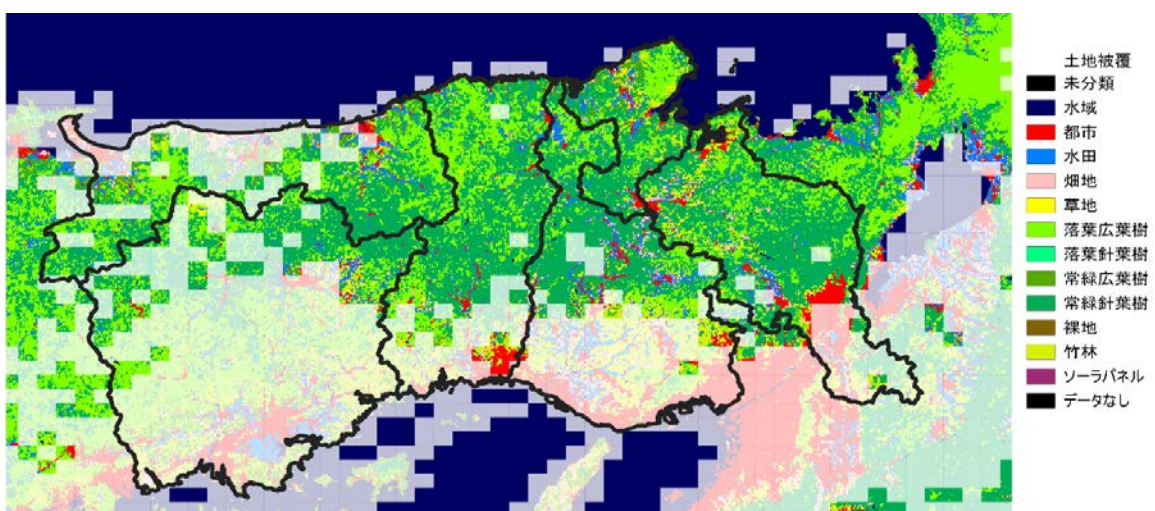 土地被覆
未分類
水域
都市
水田
畑地
草地
落葉広葉樹
落葉針葉樹
常緑広葉樹
常緑針葉樹
裸地
竹林
ソーラパネル
データなし